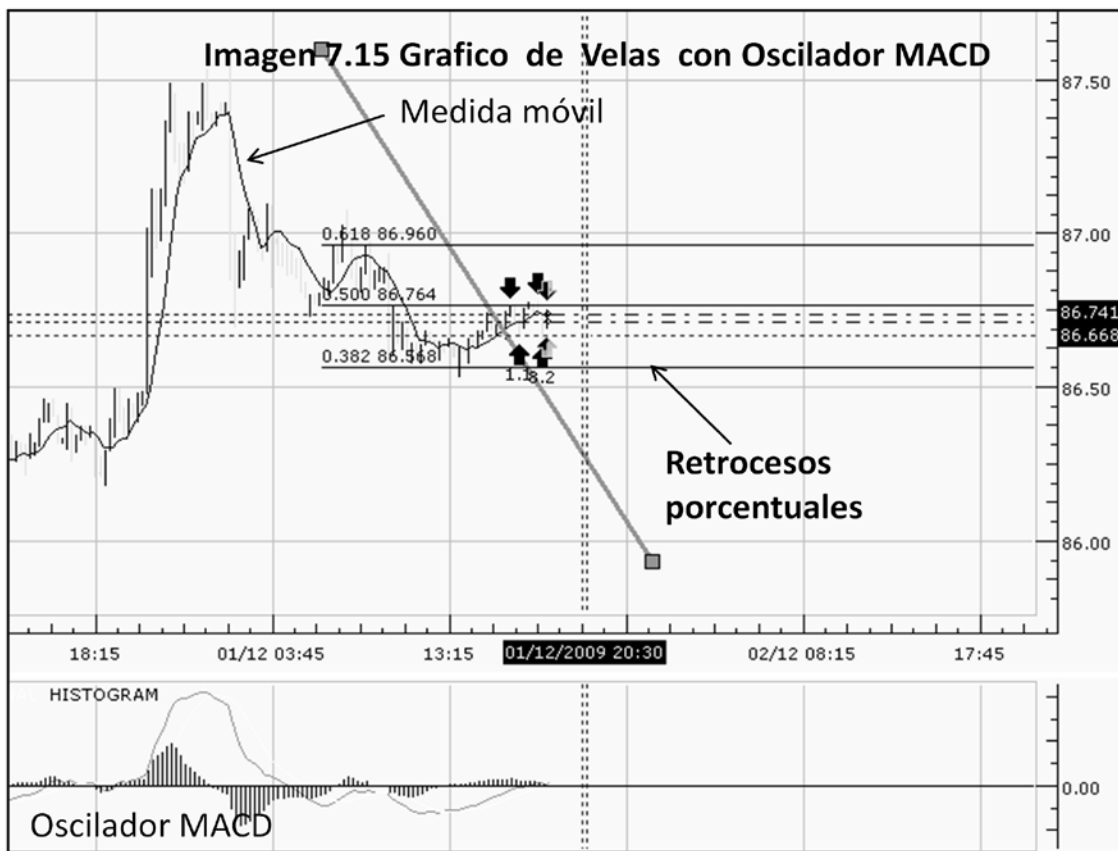 Imagen 7.15 Grafico de Velas con Oscilador MACD
87.50
Medida móvil
0.618 86.960
87.00
0.500 86.764
86.741
86.668
0.382 86.568
86.50
Retrocesos
porcentuales
86.00
18:15 01/12 03:45 13:15 01/12/2009 20:30 02/12 08:15 17:45
HISTOGRAM
0.00
Oscilador MACD